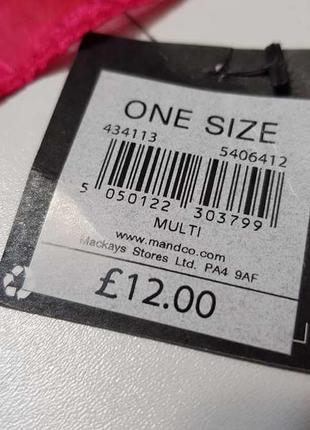 ONE SIZE
434113 5406412
5 050122 303799
MULTI
www.mandco.com
Mackays Stores Ltd. PA4 9AF
£12.00